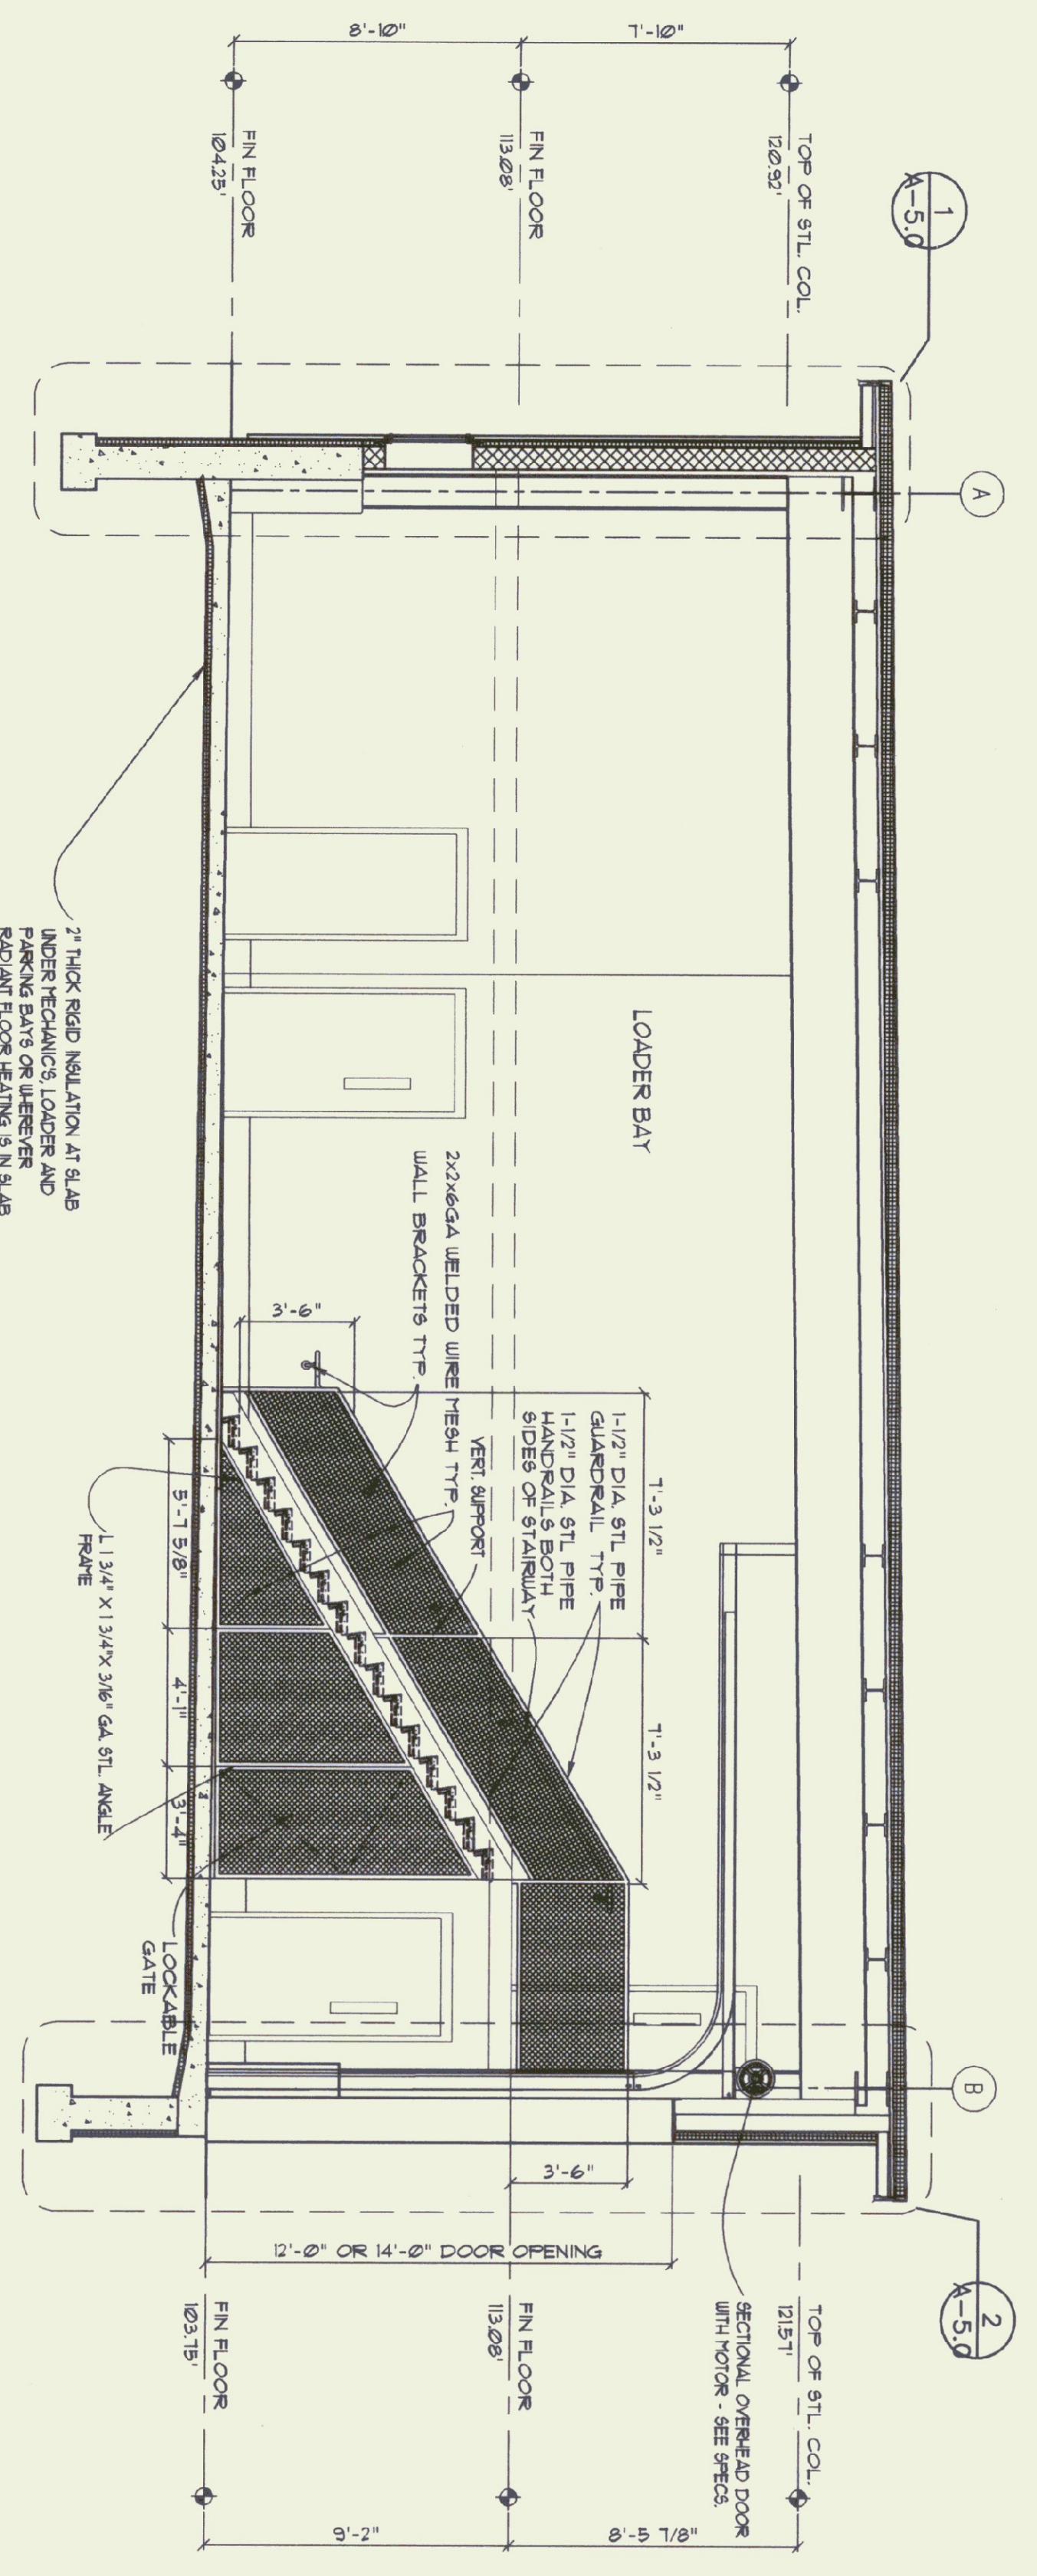 1
A-5.0
2
A-5.0
A
B
TOP OF STL. COL.
120.92'
FIN FLOOR
113.08'
FIN FLOOR
104.25'
7'-10"
8'-10"
LOADER BAY
2x2x6GA WELDED WIRE MESH TYP.
WALL BRACKETS TYP.
VERT. SUPPORT
1-1/2" DIA. STL PIPE
GUARDRAIL TYP.
1-1/2" DIA. STL PIPE
HANDRAILS BOTH
SIDES OF STAIRWAY
7'-3 1/2"
7'-3 1/2"
3'-6"
5'-7 5/8"
4'-1"
3'-4"
L 1 3/4" X 1 3/4" X 3/16" GA. STL. ANGLE
FRAME
LOCKABLE
GATE
2" THICK RIGID INSULATION AT SLAB
UNDER MECHANIC'S, LOADER AND
PARKING BAYS OR WHEREVER
RADIANT FLOOR HEATING IS IN SLAB
3'-6"
12'-0" OR 14'-0" DOOR OPENING
SECTIONAL OVERHEAD DOOR
WITH MOTOR - SEE SPECS.
TOP OF STL. COL.
121.57'
FIN FLOOR
113.08'
FIN FLOOR
103.75'
8'-5 7/8"
9'-2"